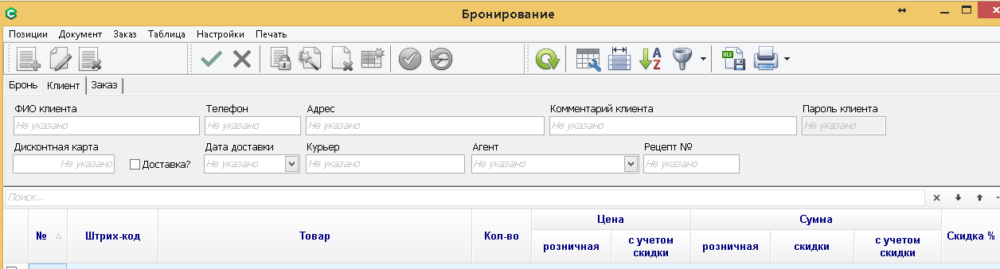 Бронирование
Позиции Документ Заказ Таблица Настройки Печать
A
Z
XLS
Бронь Клиент Заказ
ФИО клиента Телефон Адрес Комментарий клиента Пароль клиента
Не указано Не указано Не указано Не указано Не указано
Дисконтная карта Дата доставки Курьер Агент Рецепт №
Не указано Доставка? Не указано Не указано Не указано Не указано
Поиск...
№ Штрих-код Товар Кол-во Цена Сумма Скидка %
розничная с учетом скидки розничная скидки с учетом скидки